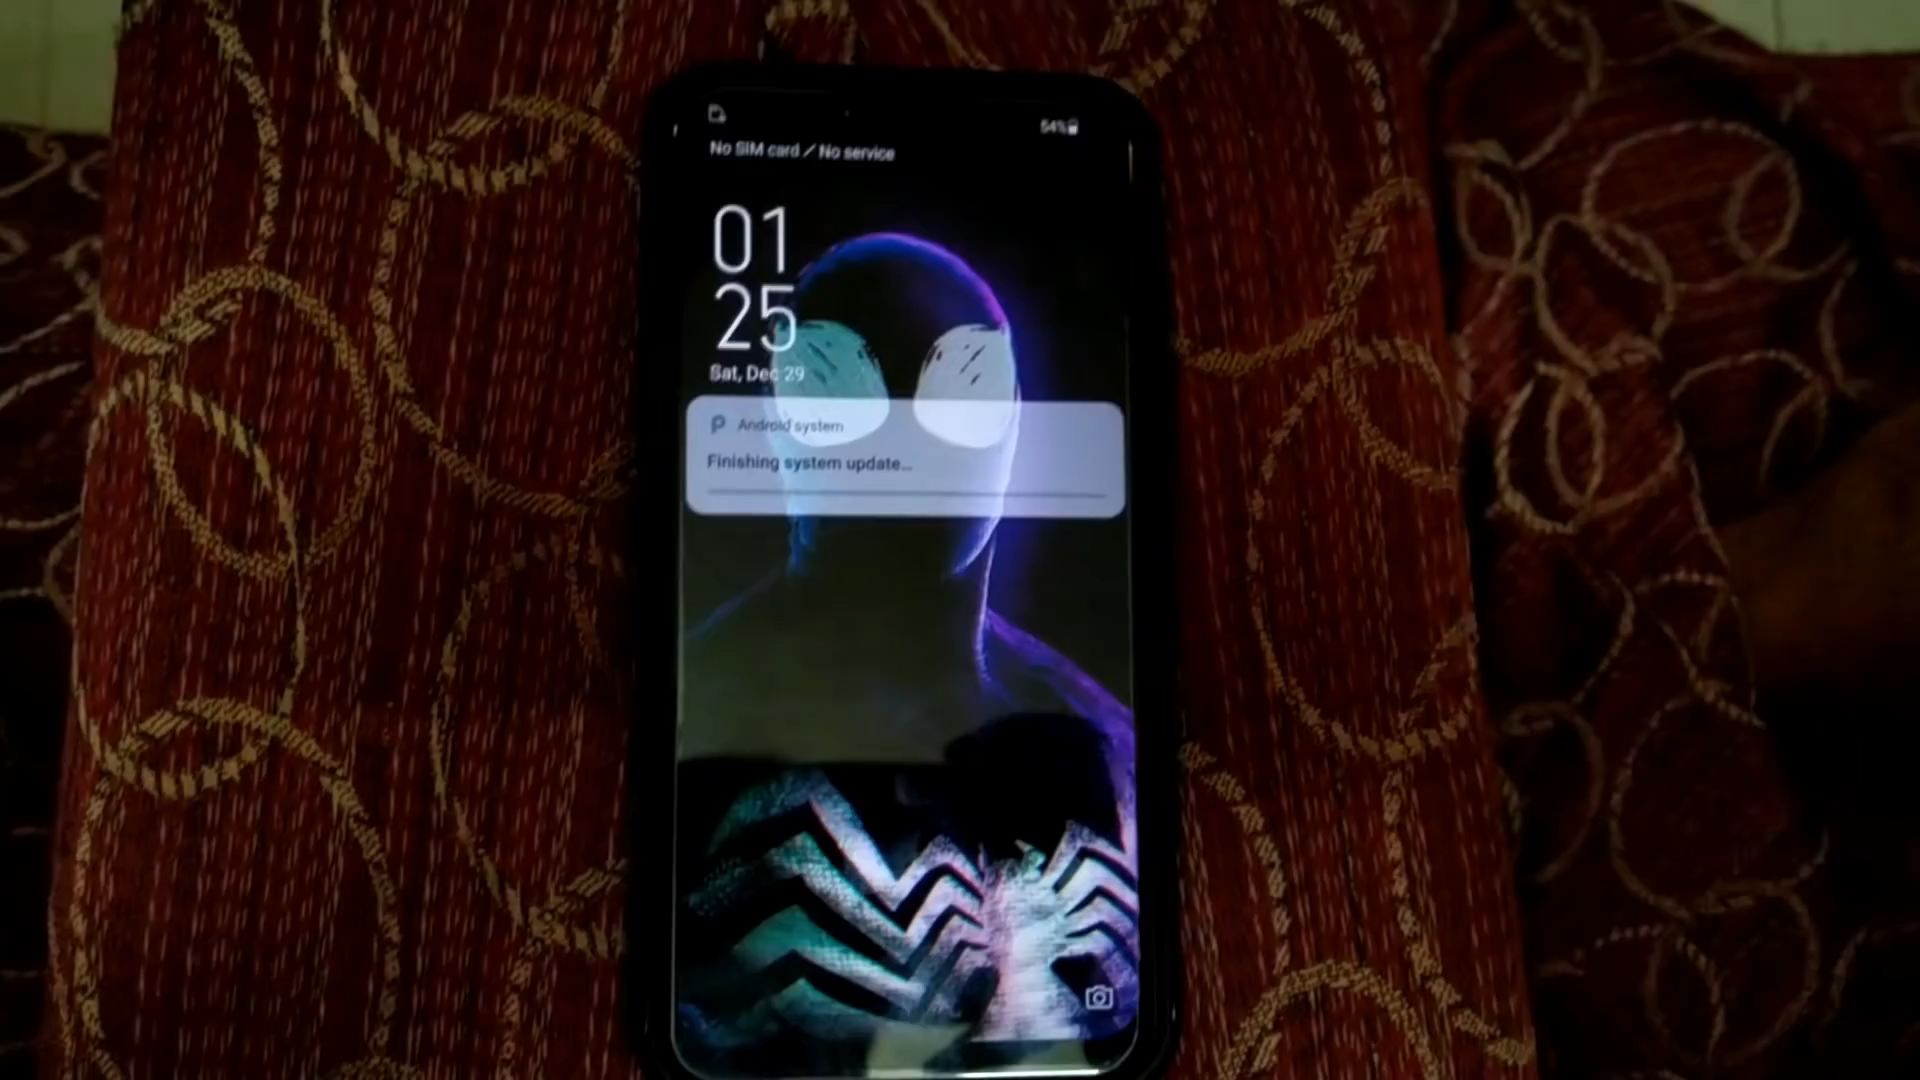 54%
No SIM card / No service
01
25
Sat, Dec 29
Android system
Finishing system update...